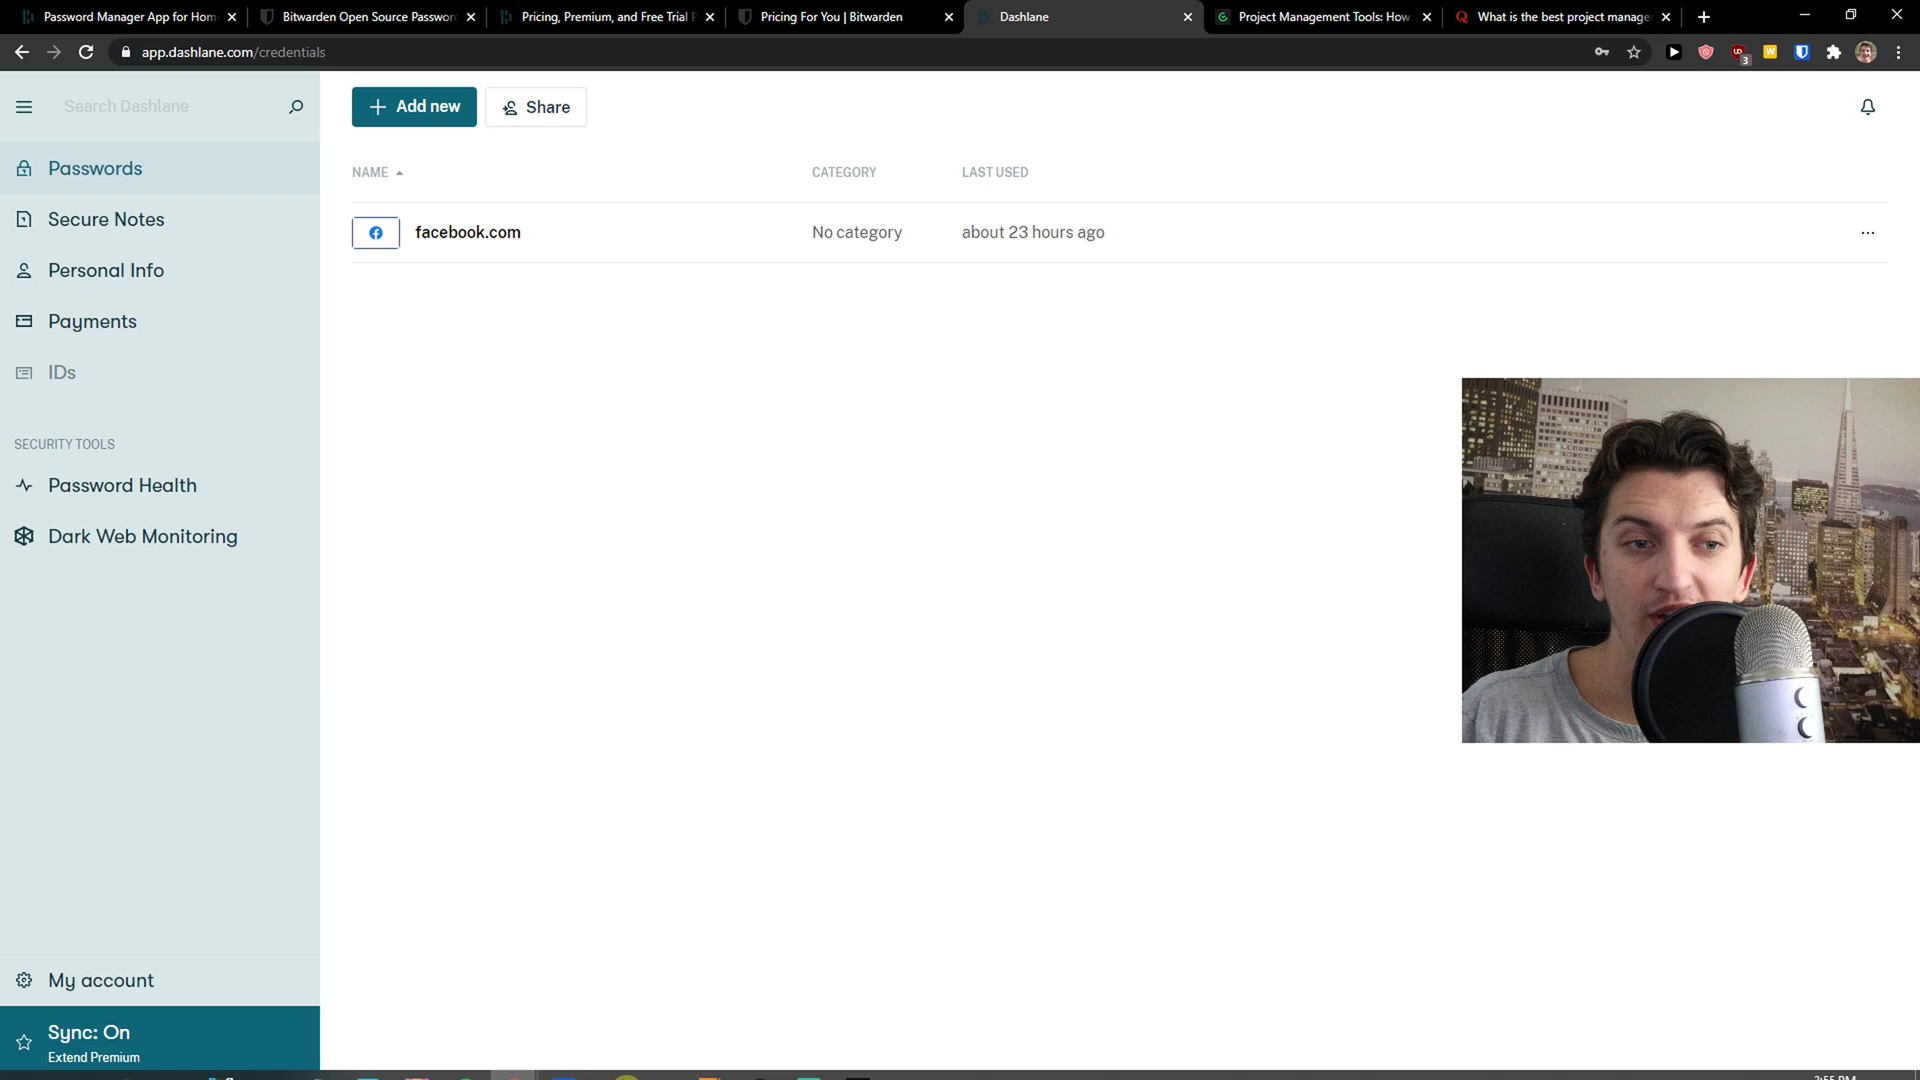 Password Manager App for Hom
Bitwarden Open Source Passwor
Pricing, Premium, and Free Trial P
Pricing For You | Bitwarden
Dashlane
Project Management Tools: How
What is the best project manage
app.dashlane.com/credentials
3
Search Dashlane
Add new
Share
Passwords
Secure Notes
Personal Info
Payments
IDs
SECURITY TOOLS
Password Health
Dark Web Monitoring
My account
Sync: On
Extend Premium
NAME
CATEGORY
LAST USED
facebook.com
No category
about 23 hours ago